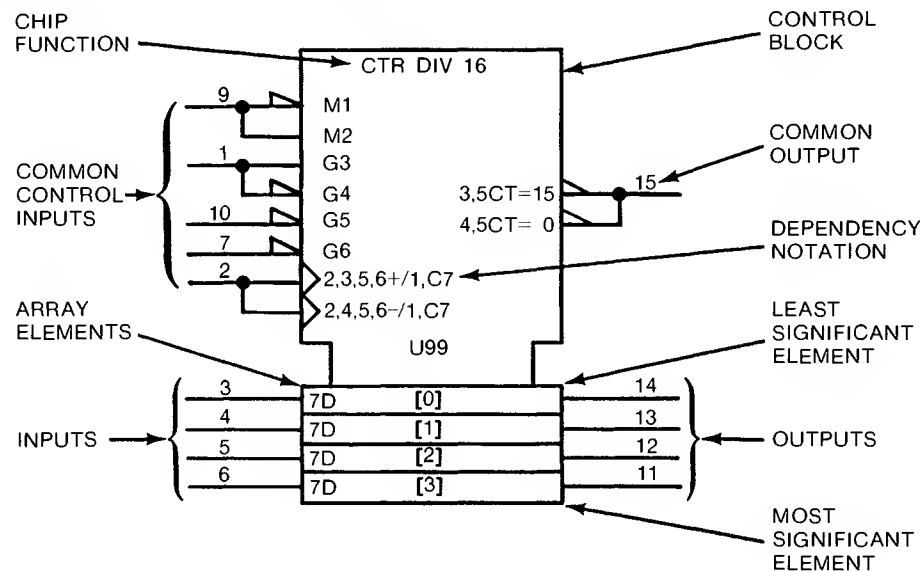 CHIP
FUNCTION
CONTROL
BLOCK
CTR DIV 16
COMMON
CONTROL
INPUTS
9
M1
M2
1
G3
G4
10
G5
7
G6
2
2,3,5,6+/1,C7
2,4,5,6−/1,C7
3,5CT=15
4,5CT= 0
15
COMMON
OUTPUT
DEPENDENCY
NOTATION
U99
ARRAY
ELEMENTS
LEAST
SIGNIFICANT
ELEMENT
INPUTS
3
7D
[0]
14
4
7D
[1]
13
5
7D
[2]
12
6
7D
[3]
11
OUTPUTS
MOST
SIGNIFICANT
ELEMENT